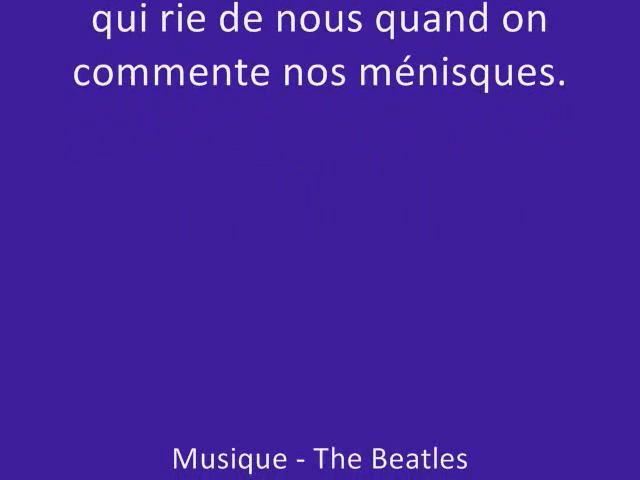 qui rie de nous quand on
commente nos ménisques.
Musique - The Beatles